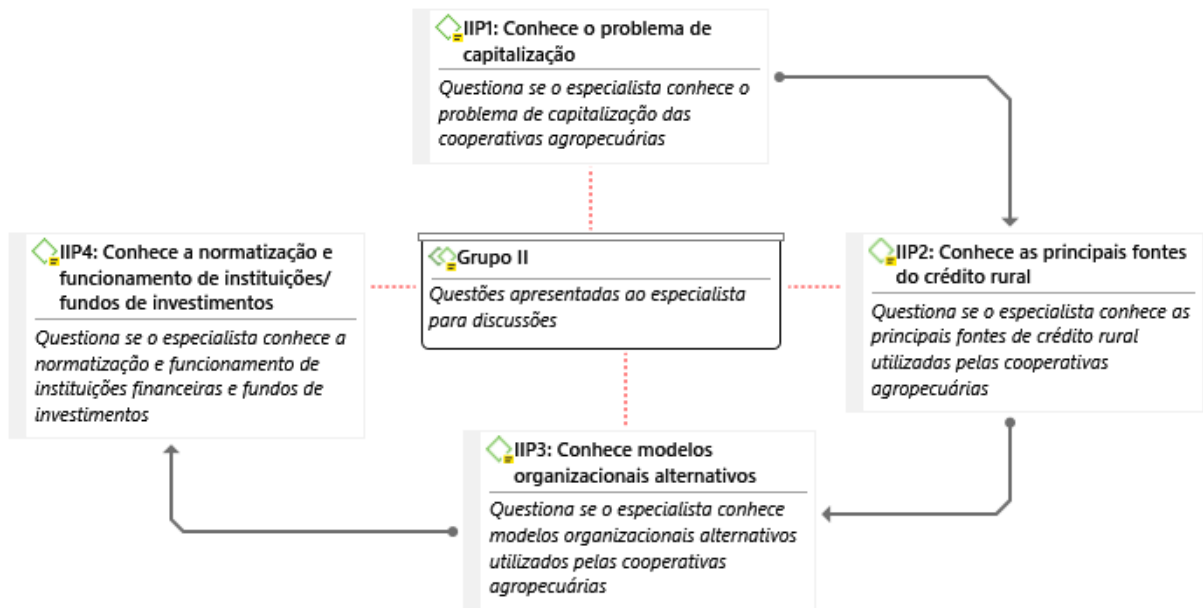 IIP1: Conhece o problema de
capitalização
Questiona se o especialista conhece o
problema de capitalização das
cooperativas agropecuárias
IIP4: Conhece a normatização e
funcionamento de instituições/
fundos de investimentos
Questiona se o especialista conhece a
normatização e funcionamento de
instituições financeiras e fundos de
investimentos
Grupo II
Questões apresentadas ao especialista
para discussões
IIP2: Conhece as principais fontes
do crédito rural
Questiona se o especialista conhece as
principais fontes de crédito rural
utilizadas pelas cooperativas
agropecuárias
IIP3: Conhece modelos
organizacionais alternativos
Questiona se o especialista conhece
modelos organizacionais alternativos
utilizados pelas cooperativas
agropecuárias